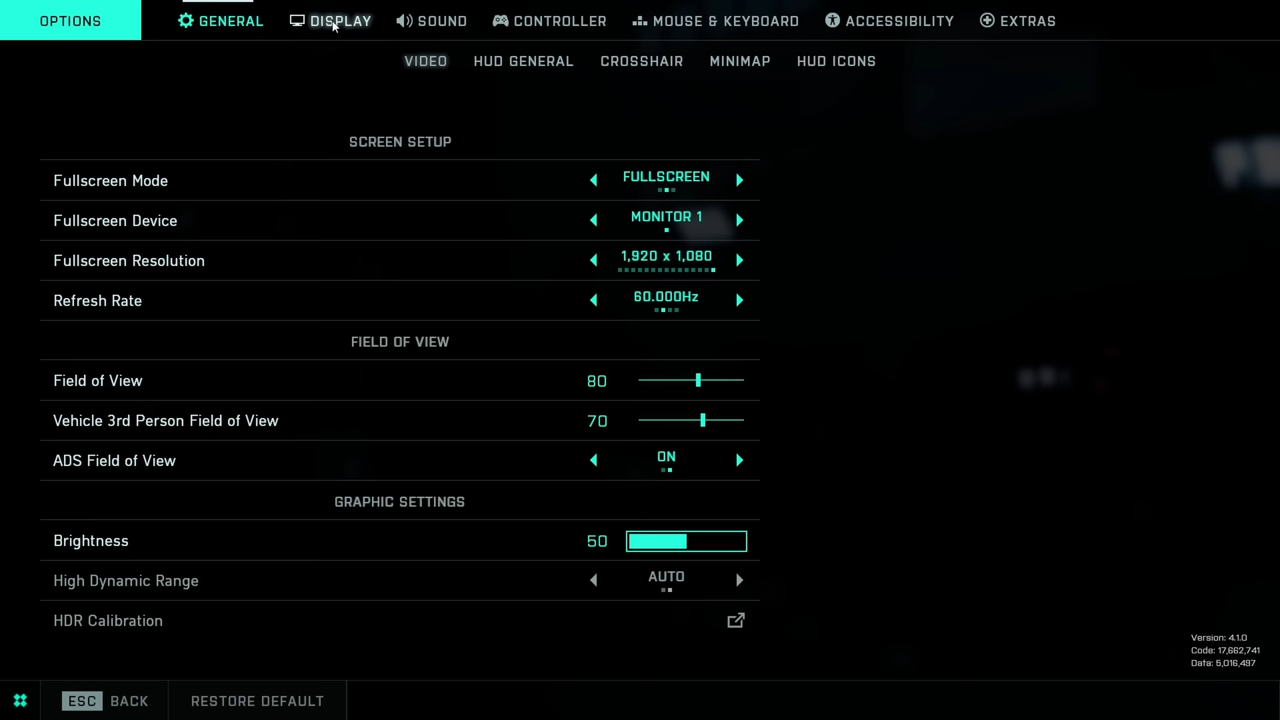 OPTIONS
GENERAL
DISPLAY
SOUND
CONTROLLER
MOUSE & KEYBOARD
ACCESSIBILITY
EXTRAS
VIDEO
HUD GENERAL
CROSSHAIR
MINIMAP
HUD ICONS
SCREEN SETUP
Fullscreen Mode
FULLSCREEN
Fullscreen Device
MONITOR 1
Fullscreen Resolution
1,920 x 1,080
Refresh Rate
60.000Hz
FIELD OF VIEW
Field of View
80
Vehicle 3rd Person Field of View
70
ADS Field of View
ON
GRAPHIC SETTINGS
Brightness
50
High Dynamic Range
AUTO
HDR Calibration
Version: 4.1.0
Code: 17,662,741
Data: 5,016,497
ESC BACK
RESTORE DEFAULT